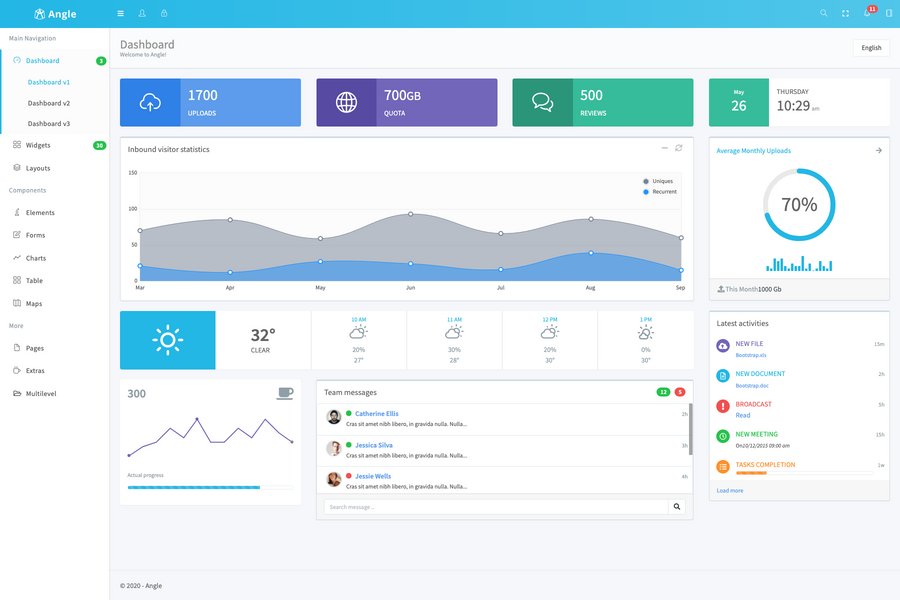 Angle
11
Main Navigation
Dashboard 3
Dashboard v1
Dashboard v2
Dashboard v3
Widgets 30
Layouts
Components
Elements
Forms
Charts
Table
Maps
More
Pages
Extras
Multilevel
Dashboard
Welcome to Angle!
English
1700
UPLOADS
700GB
QUOTA
500
REVIEWS
May
26
THURSDAY
10:29 am
Inbound visitor statistics
Uniques
Recurrent
150
100
50
0
Mar Apr May Jun Jul Aug Sep
Average Monthly Uploads
70%
This Month 1000 Gb
32°
CLEAR
10 AM
20%
27°
11 AM
30%
28°
12 PM
20%
30°
1 PM
0%
30°
Latest activities
NEW FILE 15m
Bootstrap.xls
NEW DOCUMENT 2h
Bootstrap.doc
BROADCAST 5h
Read
NEW MEETING 15h
On 10/12/2015 09:00 am
TASKS COMPLETION 1w
Load more
300
Actual progress
Team messages 12 5
Catherine Ellis 2h
Cras sit amet nibh libero, in gravida nulla. Nulla...
Jessica Silva 3h
Cras sit amet nibh libero, in gravida nulla. Nulla...
Jessie Wells 4h
Cras sit amet nibh libero, in gravida nulla. Nulla...
Search message ..
© 2020 - Angle